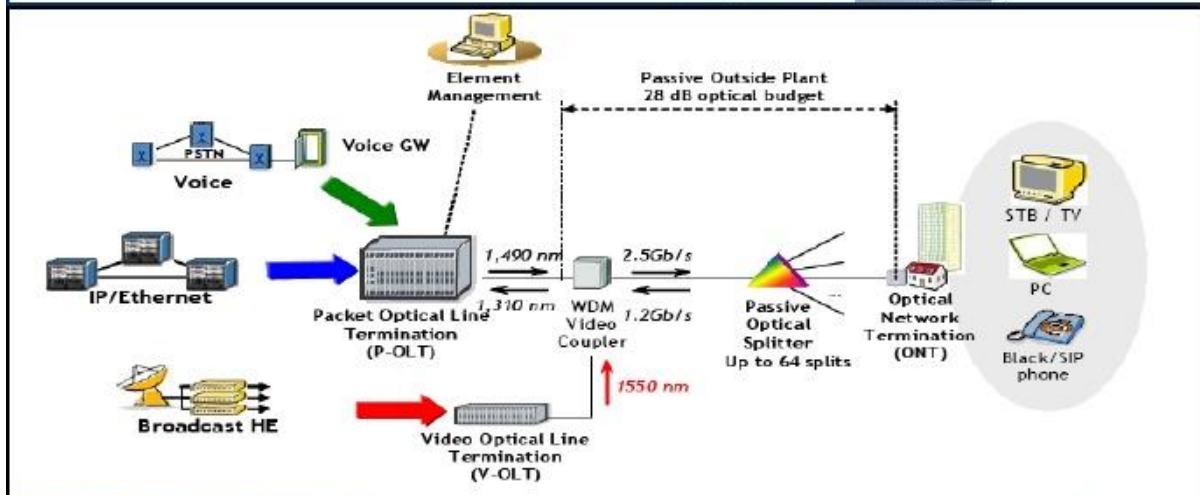 Element
Management
Passive Outside Plant
28 dB optical budget
PSTN
Voice GW
Voice
STB / TV
1,490 nm
2.5Gb/s
IP/Ethernet
1,310 nm
1.2Gb/s
PC
Packet Optical Line
Termination
(P-OLT)
WDM
Video
Coupler
Passive
Optical
Splitter
Up to 64 splits
Optical
Network
Termination
(ONT)
Black/SIP
phone
1550 nm
Broadcast HE
Video Optical Line
Termination
(V-OLT)